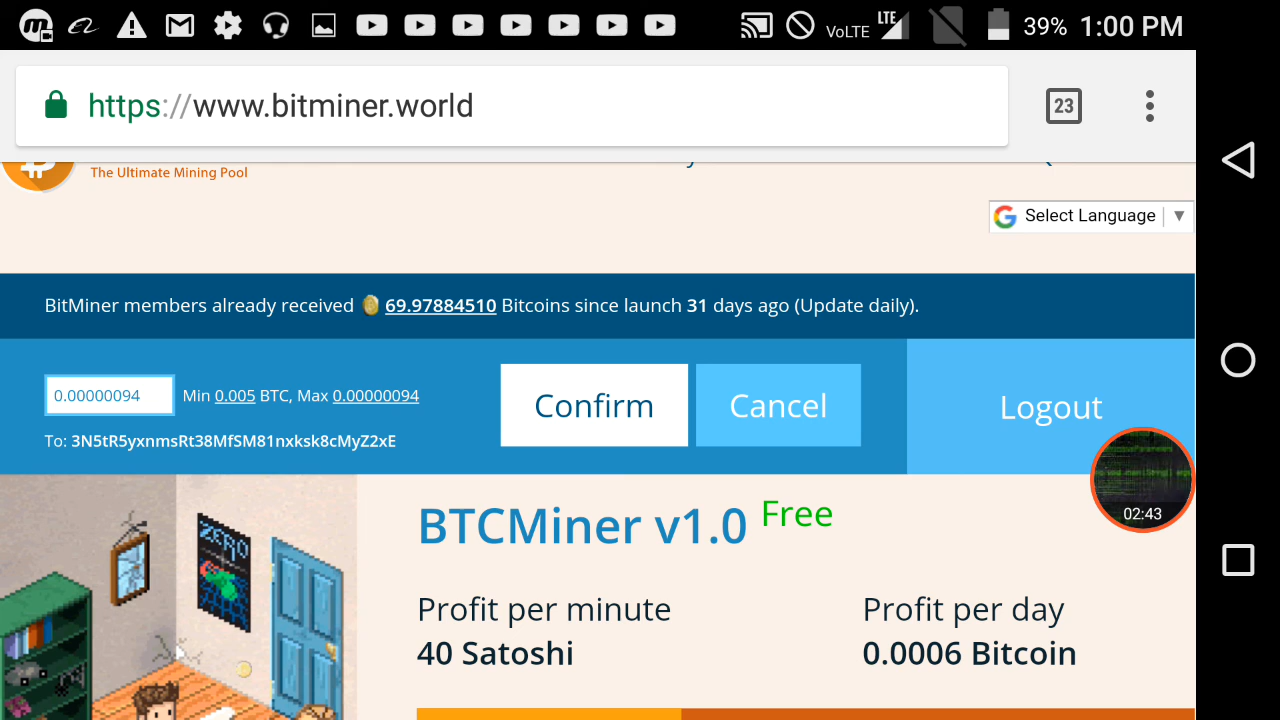 VoLTE LTE 39% 1:00 PM
https://www.bitminer.world
23
The Ultimate Mining Pool
Select Language ▼
BitMiner members already received 69.97884510 Bitcoins since launch 31 days ago (Update daily).
0.00000094 Min 0.005 BTC, Max 0.00000094
Confirm Cancel Logout
To: 3N5tR5yxnmsRt38MfSM81nxksk8cMyZ2xE
02:43
BTCMiner v1.0 Free
ZERO
Profit per minute Profit per day
40 Satoshi 0.0006 Bitcoin